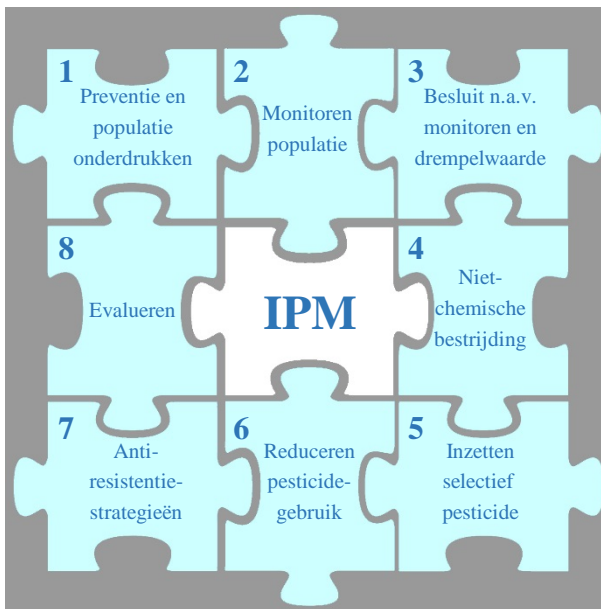 1
Preventie en
populatie
onderdrukken
2
Monitoren
populatie
3
Besluit n.a.v.
monitoren en
drempelwaarde
8
Evalueren
IPM
4
Niet-
chemische
bestrijding
7
Anti-
resistentie-
strategieën
6
Reduceren
pesticide-
gebruik
5
Inzetten
selectief
pesticide